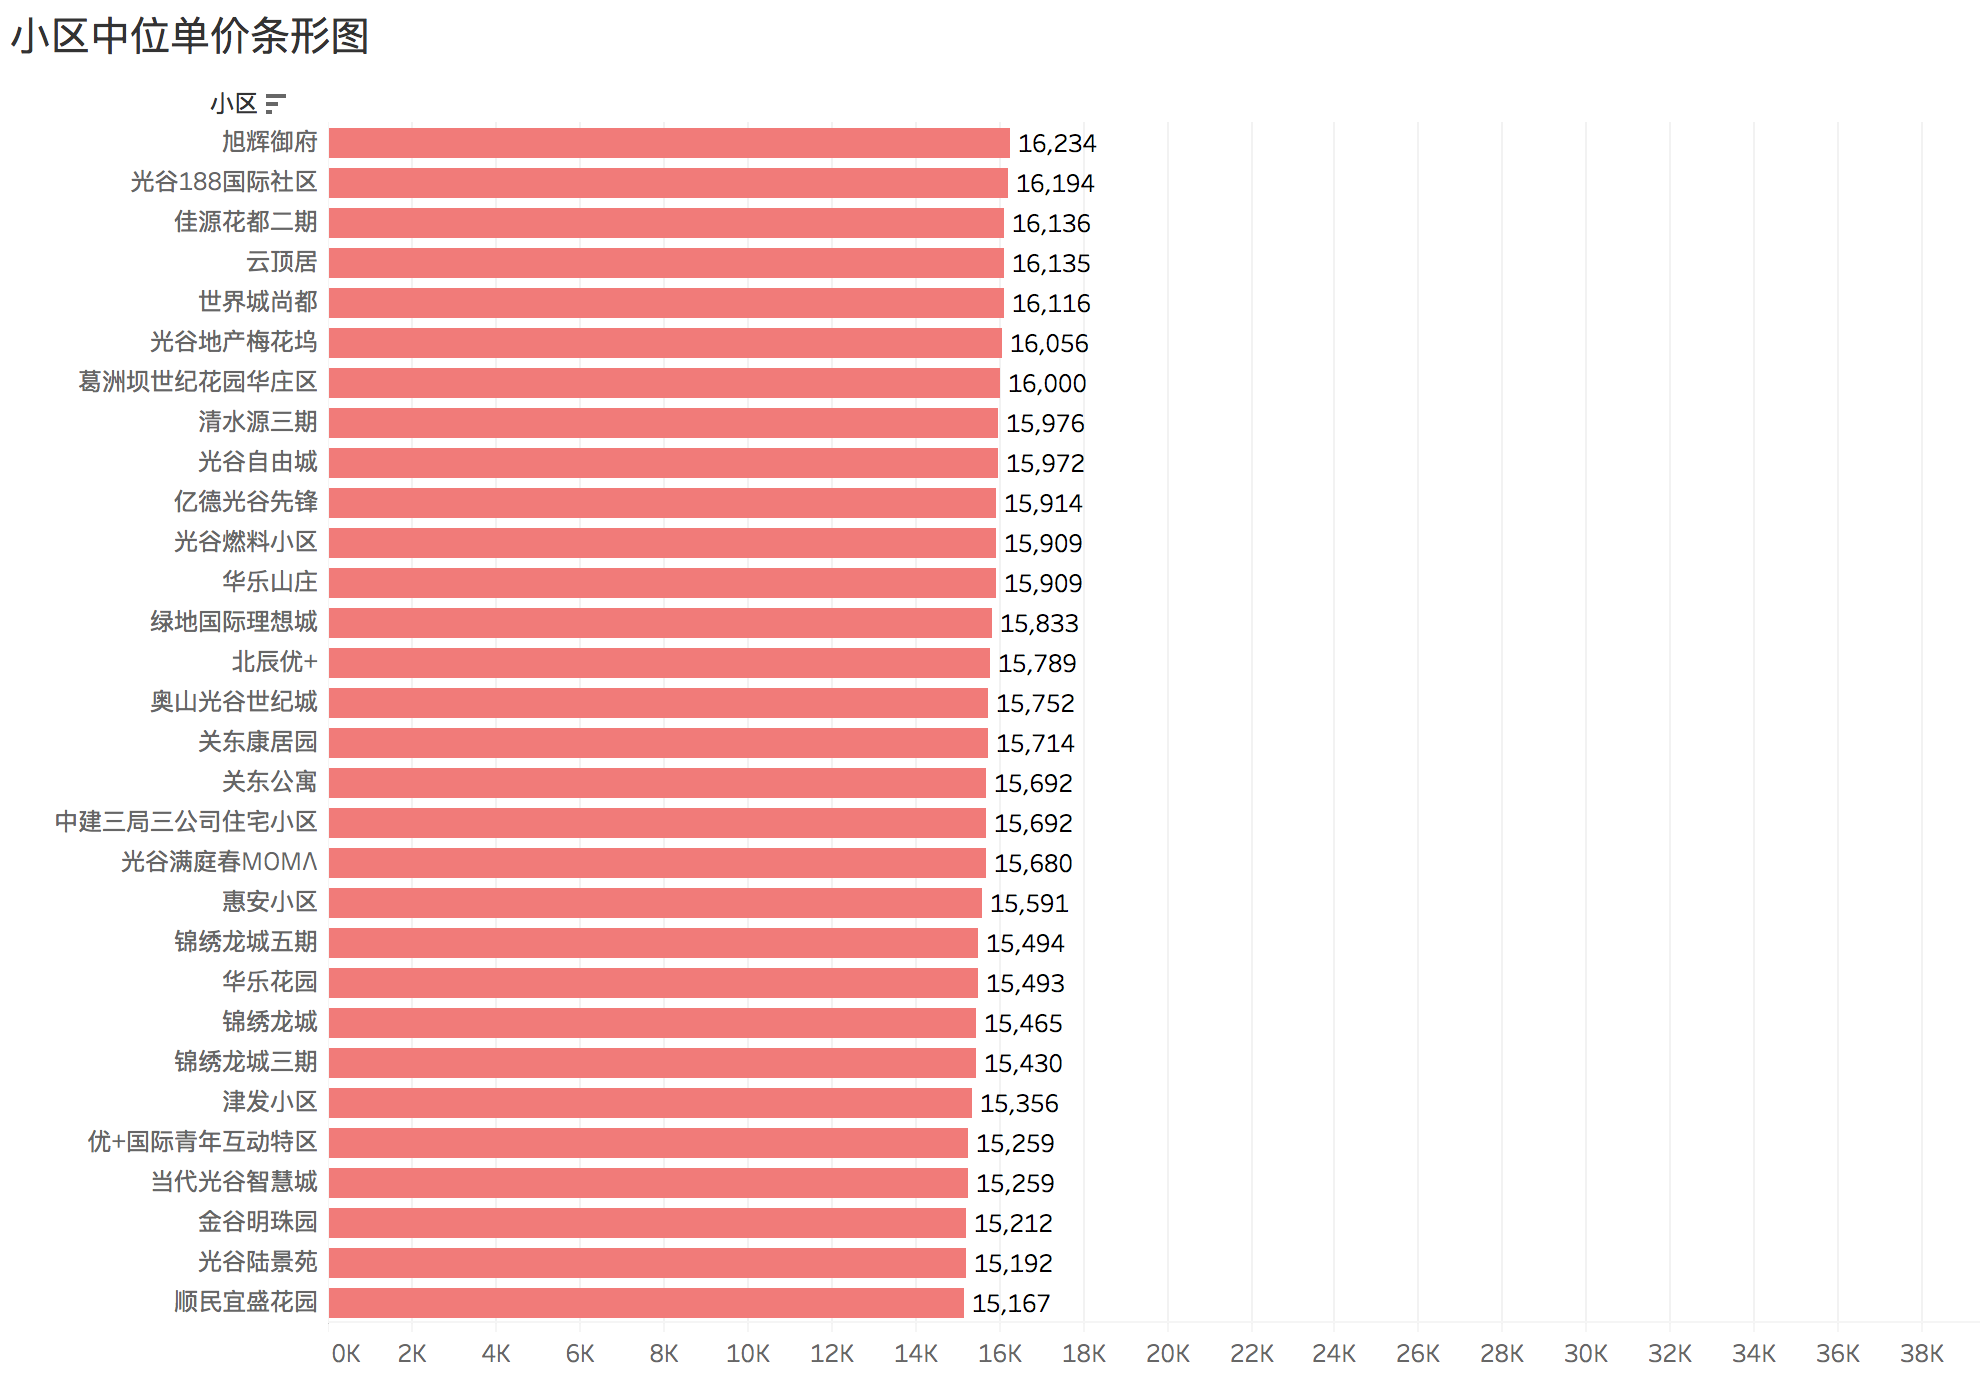 小区中位单价条形图
小区
旭辉御府 16,234
光谷188国际社区 16,194
佳源花都二期 16,136
云顶居 16,135
世界城尚都 16,116
光谷地产梅花坞 16,056
葛洲坝世纪花园华庄区 16,000
清水源三期 15,976
光谷自由城 15,972
亿德光谷先锋 15,914
光谷燃料小区 15,909
华乐山庄 15,909
绿地国际理想城 15,833
北辰优+ 15,789
奥山光谷世纪城 15,752
关东康居园 15,714
关东公寓 15,692
中建三局三公司住宅小区 15,692
光谷满庭春MOMΛ 15,680
惠安小区 15,591
锦绣龙城五期 15,494
华乐花园 15,493
锦绣龙城 15,465
锦绣龙城三期 15,430
津发小区 15,356
优+国际青年互动特区 15,259
当代光谷智慧城 15,259
金谷明珠园 15,212
光谷陆景苑 15,192
顺民宜盛花园 15,167
0K 2K 4K 6K 8K 10K 12K 14K 16K 18K 20K 22K 24K 26K 28K 30K 32K 34K 36K 38K